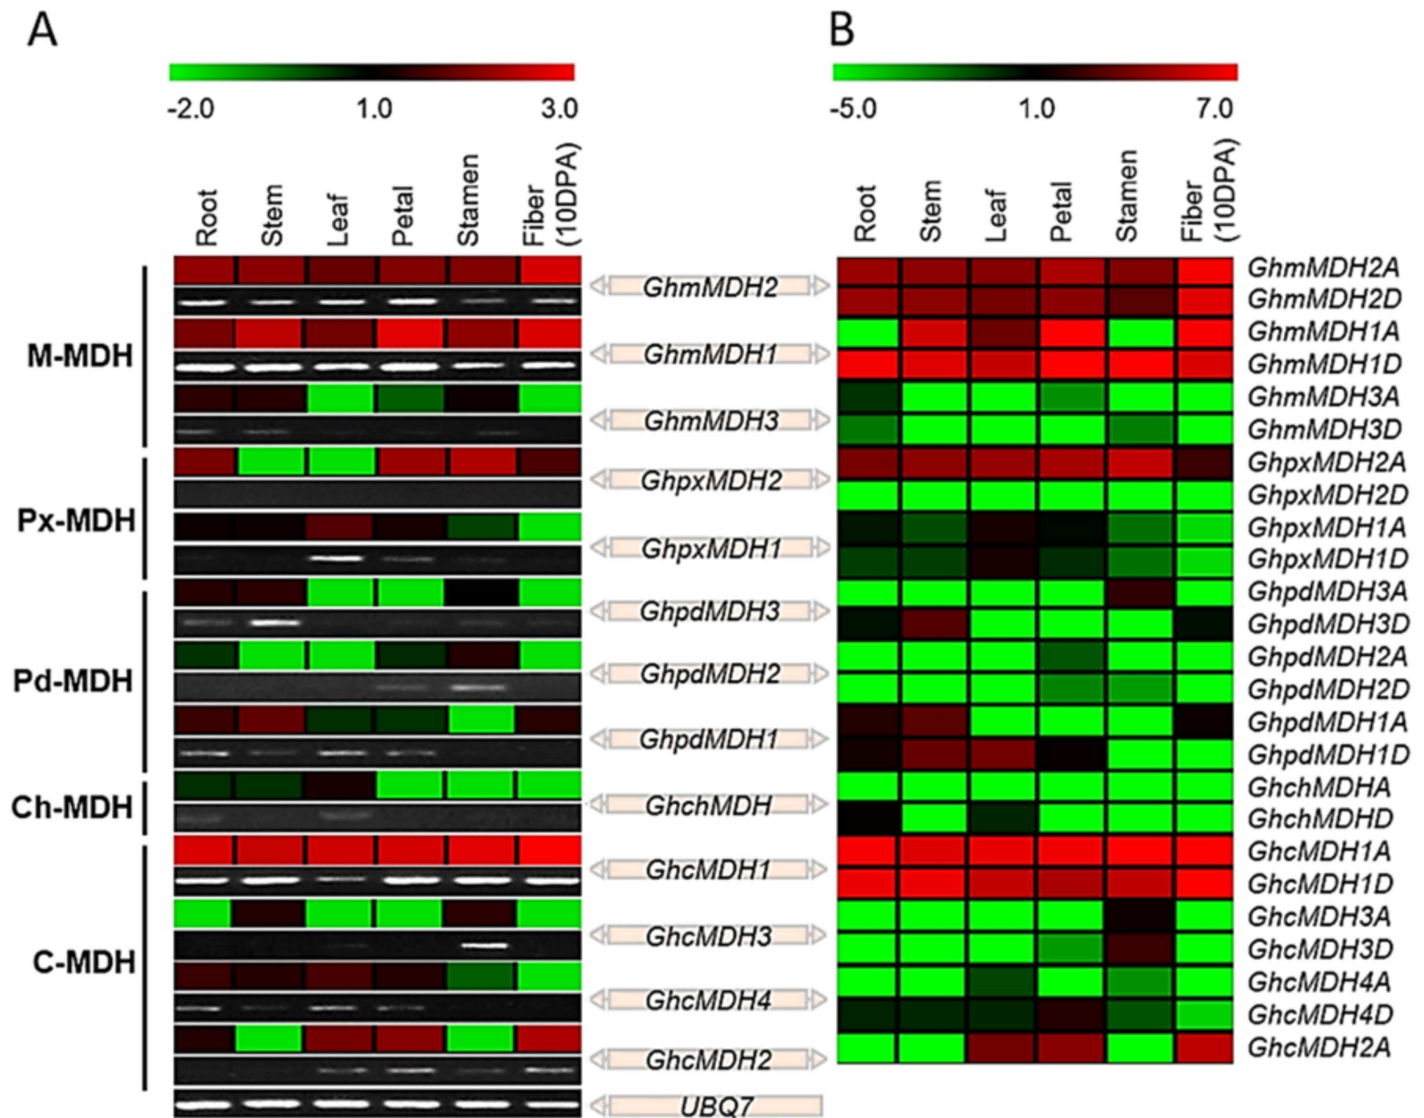 A
B
-2.0 1.0 3.0
-5.0 1.0 7.0
Root
Stem
Leaf
Petal
Stamen
Fiber
(10DPA)
Root
Stem
Leaf
Petal
Stamen
Fiber
(10DPA)
M-MDH
Px-MDH
Pd-MDH
Ch-MDH
C-MDH
GhmMDH2
GhmMDH1
GhmMDH3
GhpxMDH2
GhpxMDH1
GhpdMDH3
GhpdMDH2
GhpdMDH1
GhchMDH
GhcMDH1
GhcMDH3
GhcMDH4
GhcMDH2
UBQ7
GhmMDH2A
GhmMDH2D
GhmMDH1A
GhmMDH1D
GhmMDH3A
GhmMDH3D
GhpxMDH2A
GhpxMDH2D
GhpxMDH1A
GhpxMDH1D
GhpdMDH3A
GhpdMDH3D
GhpdMDH2A
GhpdMDH2D
GhpdMDH1A
GhpdMDH1D
GhchMDHA
GhchMDHD
GhcMDH1A
GhcMDH1D
GhcMDH3A
GhcMDH3D
GhcMDH4A
GhcMDH4D
GhcMDH2A